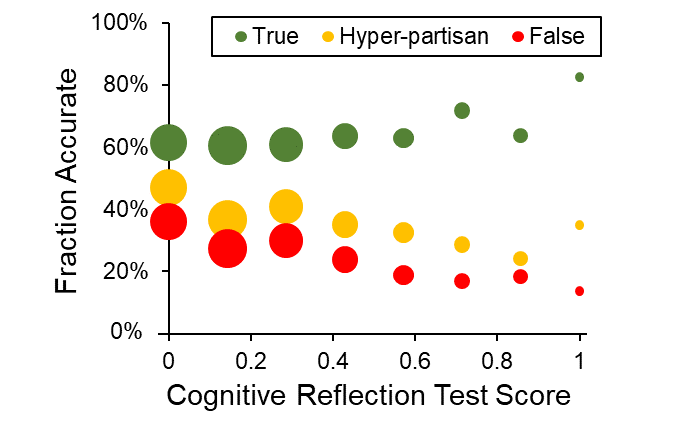 100%
True Hyper-partisan False
80%
60%
40%
20%
0%
Fraction Accurate
0 0.2 0.4 0.6 0.8 1
Cognitive Reflection Test Score